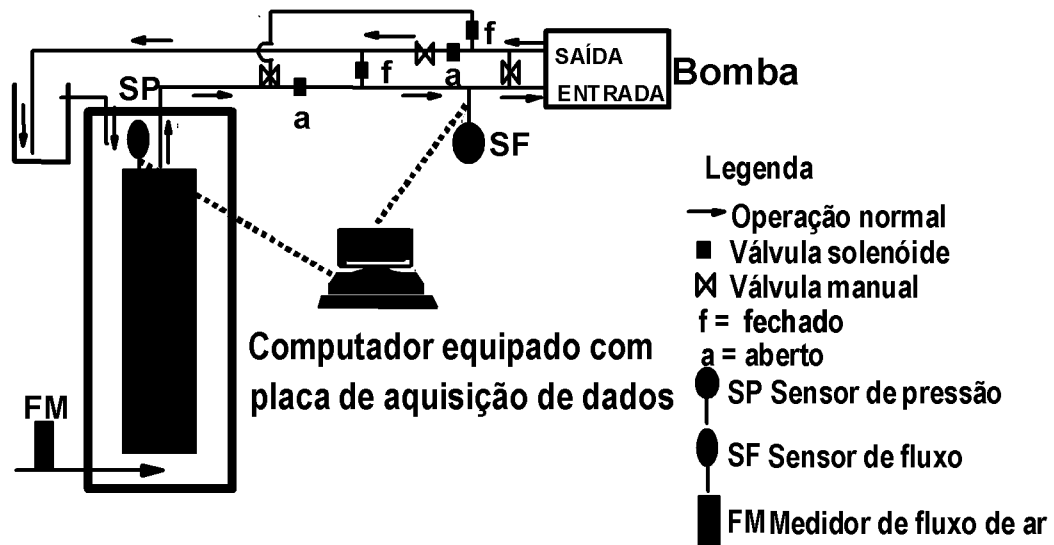 f
SAÍDA
Bomba
SP
f
a
ENTRADA
a
SF
Legenda
Operação normal
Válvula solenóide
Válvula manual
f = fechado
a = aberto
Computador equipado com
placa de aquisição de dados
SP Sensor de pressão
FM
SF Sensor de fluxo
FM Medidor de fluxo de ar